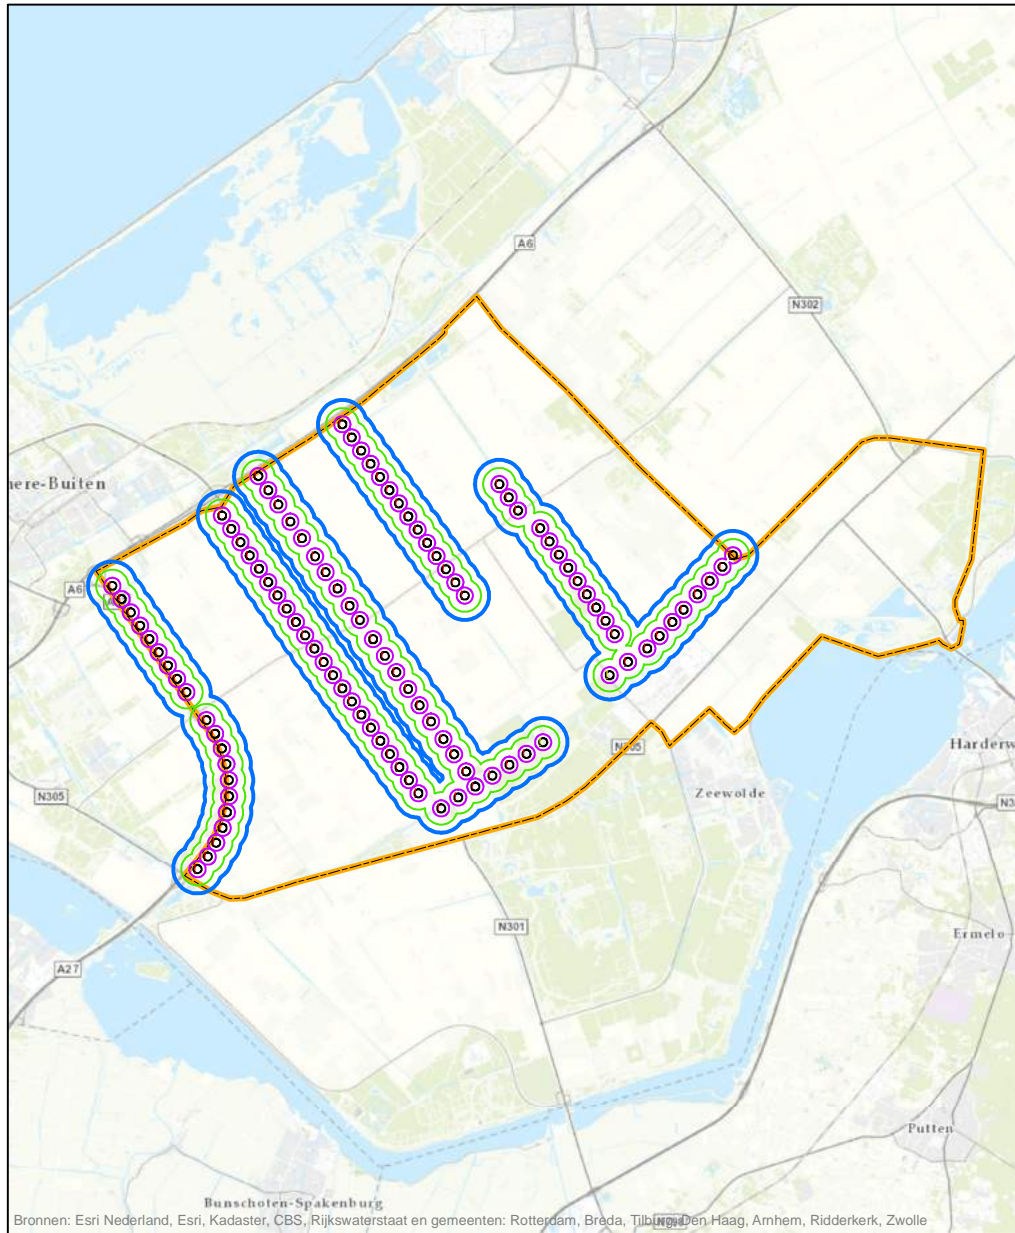 A6
N302
nere-Buiten
A6
N305
N305
Harderw
Zeewolde
N301
Ermelo
A27
Putten
Bunschoten-Spakenburg
Bronnen: Esri Nederland, Esri, Kadaster, CBS, Rijkswaterstaat en gemeenten: Rotterdam, Breda, Tilburg, Den Haag, Arnhem, Ridderkerk, Zwolle